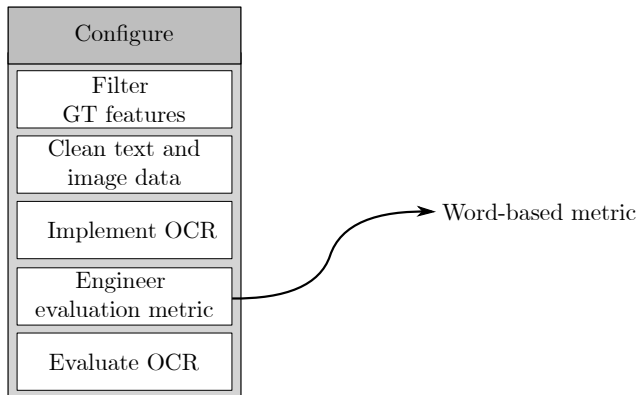 Configure
Filter
GT features
Clean text and
image data
Implement OCR
Engineer
evaluation metric
Evaluate OCR
Word-based metric